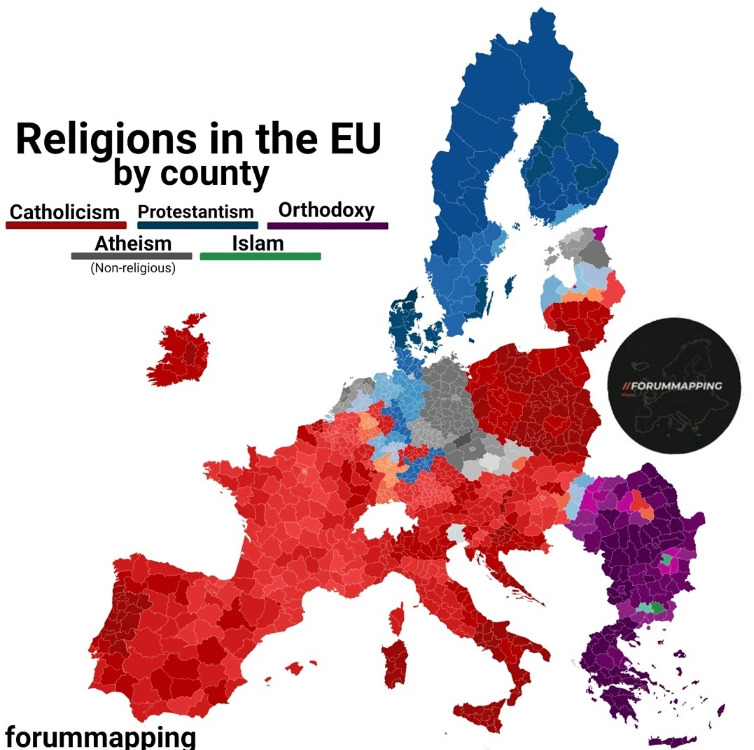 Religions in the EU
by county
Catholicism Protestantism Orthodoxy
Atheism Islam
(Non-religious)
//FORUMMAPPING
forummapping